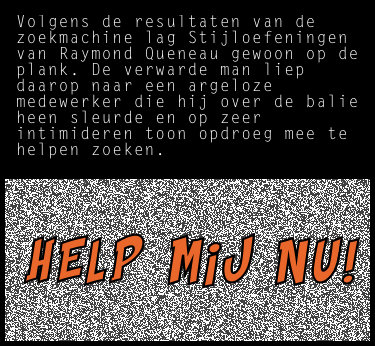 Volgens de resultaten van de
zoekmachine lag Stijloefeningen
van Raymond Queneau gewoon op de
plank. De verwarde man liep
daarop naar een argeloze
medewerker die hij over de balie
heen sleurde en op zeer
intimideren toon opdroeg mee te
helpen zoeken.
HELP MIJ NU!